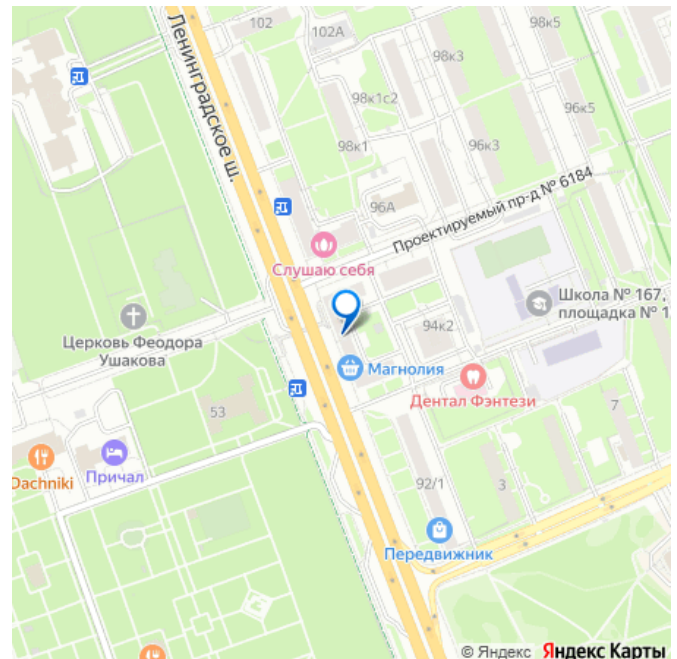 102
102А
98к5
98к3
98к1с2
98к1
96к5
96к3
96А
Ленинградское ш.
Проектируемый пр-д № 6184
Слушаю себя
Школа № 167,
площадка № 1
Церковь Феодора
Ушакова
94к2
Магнолия
Дентал Фэнтези
53
7
Dachniki
Причал
92/1
3
Передвижник
© Яндекс Яндекс Карты